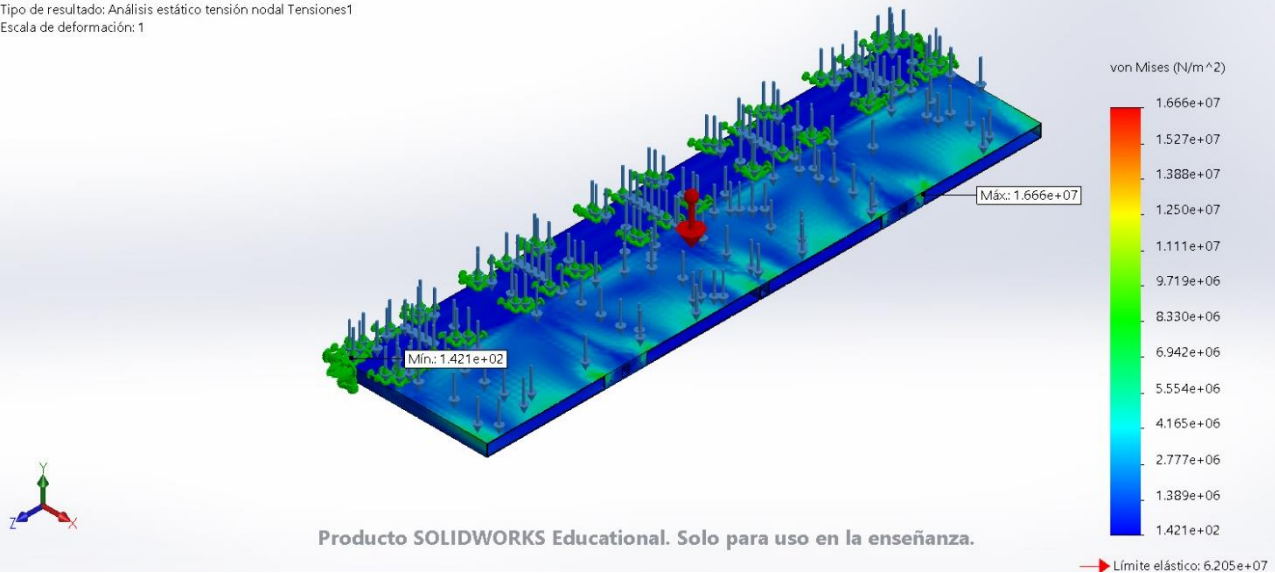 Tipo de resultado: Análisis estático tensión nodal Tensiones1
Escala de deformación: 1
von Mises (N/m^2)
1.666e+07
1.527e+07
1.388e+07
1.250e+07
1.111e+07
9.719e+06
8.330e+06
6.942e+06
5.554e+06
4.165e+06
2.777e+06
1.389e+06
1.421e+02
Límite elástico: 6.205e+07
Máx.: 1.666e+07
Mín.: 1.421e+02
Y
Z
X
Producto SOLIDWORKS Educational. Solo para uso en la enseñanza.